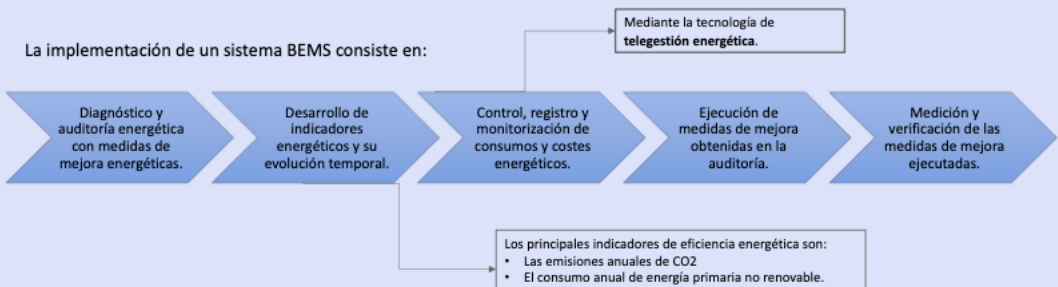 Mediante la tecnología de
telegestión energética.
La implementación de un sistema BEMS consiste en:
Diagnóstico y
auditoría energética
con medidas de
mejora energéticas.
Desarrollo de
indicadores
energéticos y su
evolución temporal.
Control, registro y
monitorización de
consumos y costes
energéticos.
Ejecución de
medidas de mejora
obtenidas en la
auditoría.
Medición y
verificación de las
medidas de mejora
ejecutadas.
Los principales indicadores de eficiencia energética son:
• Las emisiones anuales de CO2
• El consumo anual de energía primaria no renovable.